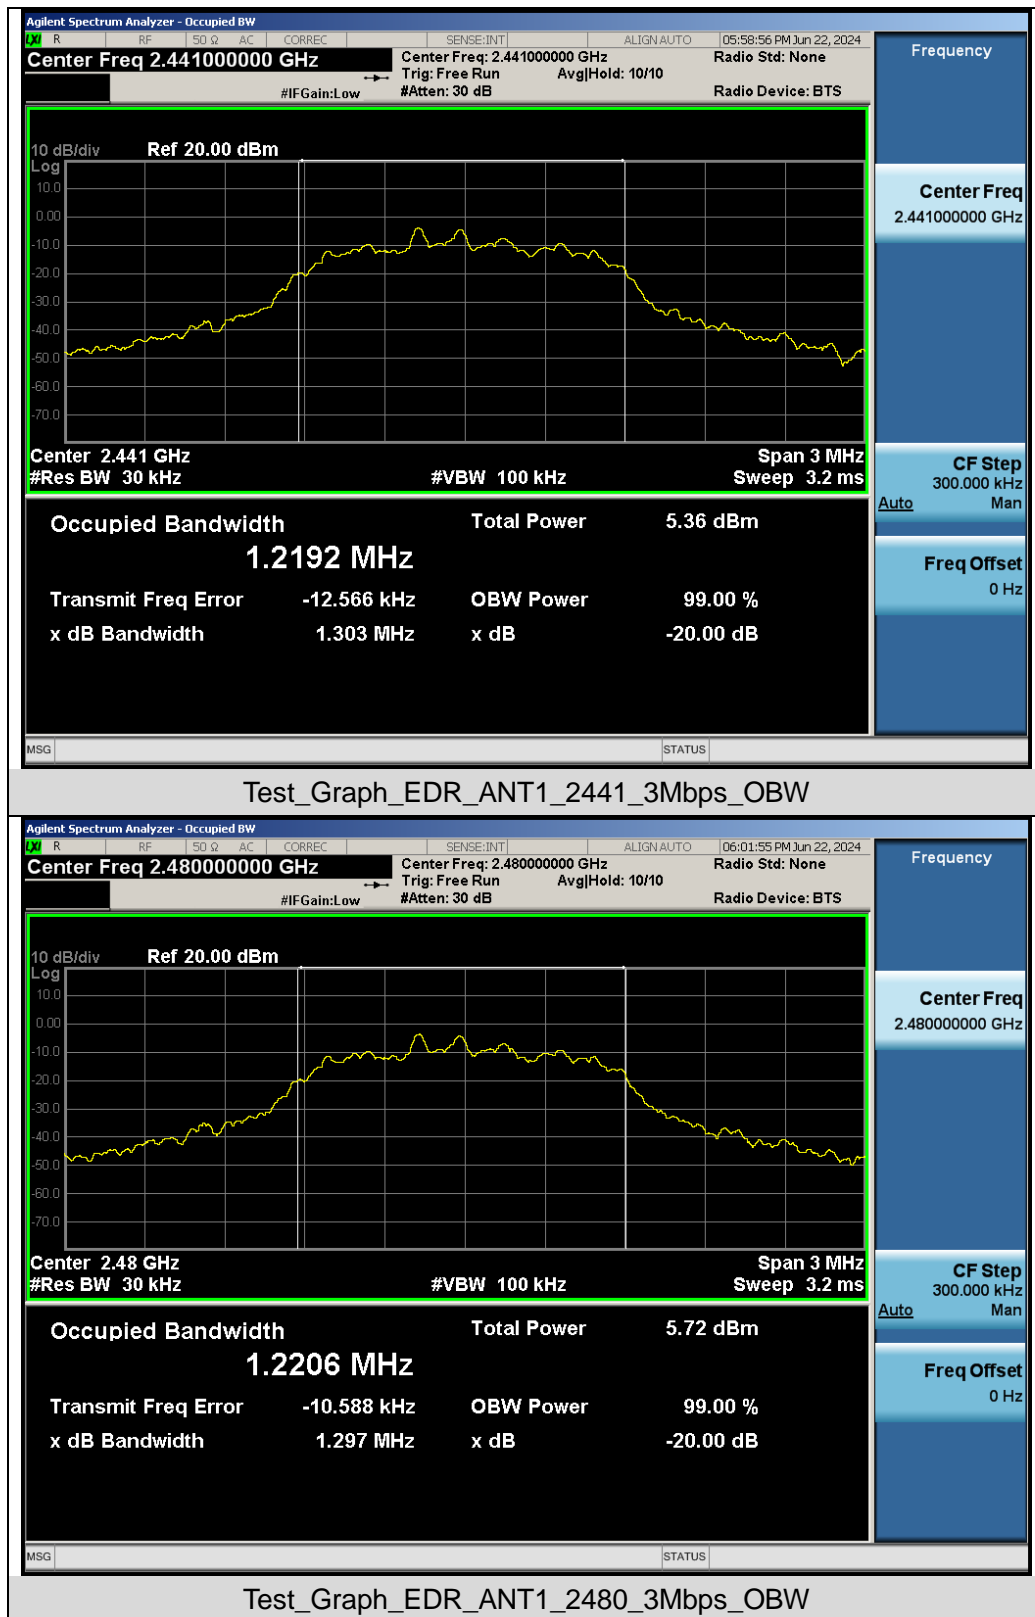 Agilent Spectrum Analyzer - Occupied BW
LXI R RF 50 Ω AC CORREC SENSE:INT ALIGN AUTO 05:58:56 PM Jun 22, 2024
Center Freq 2.441000000 GHz
Center Freq: 2.441000000 GHz
Radio Std: None
Trig: Free Run Avg|Hold: 10/10
#IFGain:Low
#Atten: 30 dB
Radio Device: BTS
Frequency
10 dB/div Ref 20.00 dBm
Log
10.0
0.00
-10.0
-20.0
-30.0
-40.0
-50.0
-60.0
-70.0
Center 2.441 GHz Span 3 MHz
#Res BW 30 kHz #VBW 100 kHz Sweep 3.2 ms
Occupied Bandwidth Total Power 5.36 dBm
1.2192 MHz
Transmit Freq Error -12.566 kHz OBW Power 99.00 %
x dB Bandwidth 1.303 MHz x dB -20.00 dB
Center Freq
2.441000000 GHz
CF Step
300.000 kHz
Auto Man
Freq Offset
0 Hz
MSG STATUS
Test_Graph_EDR_ANT1_2441_3Mbps_OBW
Agilent Spectrum Analyzer - Occupied BW
LXI R RF 50 Ω AC CORREC SENSE:INT ALIGN AUTO 06:01:55 PM Jun 22, 2024
Center Freq 2.480000000 GHz
Center Freq: 2.480000000 GHz
Radio Std: None
Trig: Free Run Avg|Hold: 10/10
#IFGain:Low
#Atten: 30 dB
Radio Device: BTS
Frequency
10 dB/div Ref 20.00 dBm
Log
10.0
0.00
-10.0
-20.0
-30.0
-40.0
-50.0
-60.0
-70.0
Center 2.48 GHz Span 3 MHz
#Res BW 30 kHz #VBW 100 kHz Sweep 3.2 ms
Occupied Bandwidth Total Power 5.72 dBm
1.2206 MHz
Transmit Freq Error -10.588 kHz OBW Power 99.00 %
x dB Bandwidth 1.297 MHz x dB -20.00 dB
Center Freq
2.480000000 GHz
CF Step
300.000 kHz
Auto Man
Freq Offset
0 Hz
MSG STATUS
Test_Graph_EDR_ANT1_2480_3Mbps_OBW